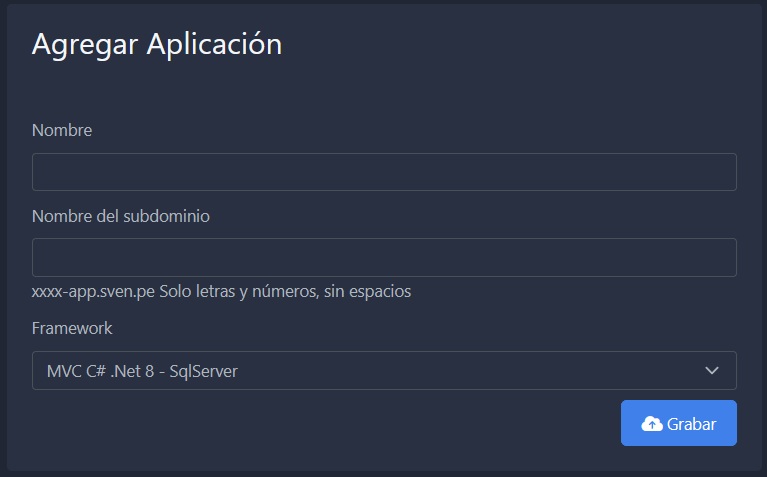 Agregar Aplicación
Nombre
Nombre del subdominio
xxxx-app.sven.pe Solo letras y números, sin espacios
Framework
MVC C# .Net 8 - SqlServer
Grabar